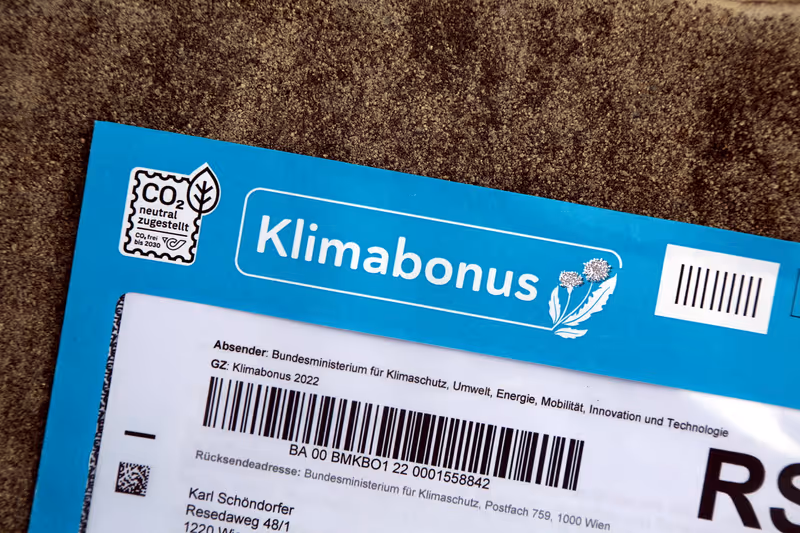 CO₂
neutral
zugestellt
CO₂ frei
bis 2030
Klimabonus
Absender: Bundesministerium für Klimaschutz, Umwelt, Energie, Mobilität, Innovation und Technologie
GZ: Klimabonus 2022
BA 00 BMKBO1 22 0001558842
Rücksendeadresse: Bundesministerium für Klimaschutz, Postfach 759, 1000 Wien
RS
Karl Schöndorfer
Resedaweg 48/1
1220